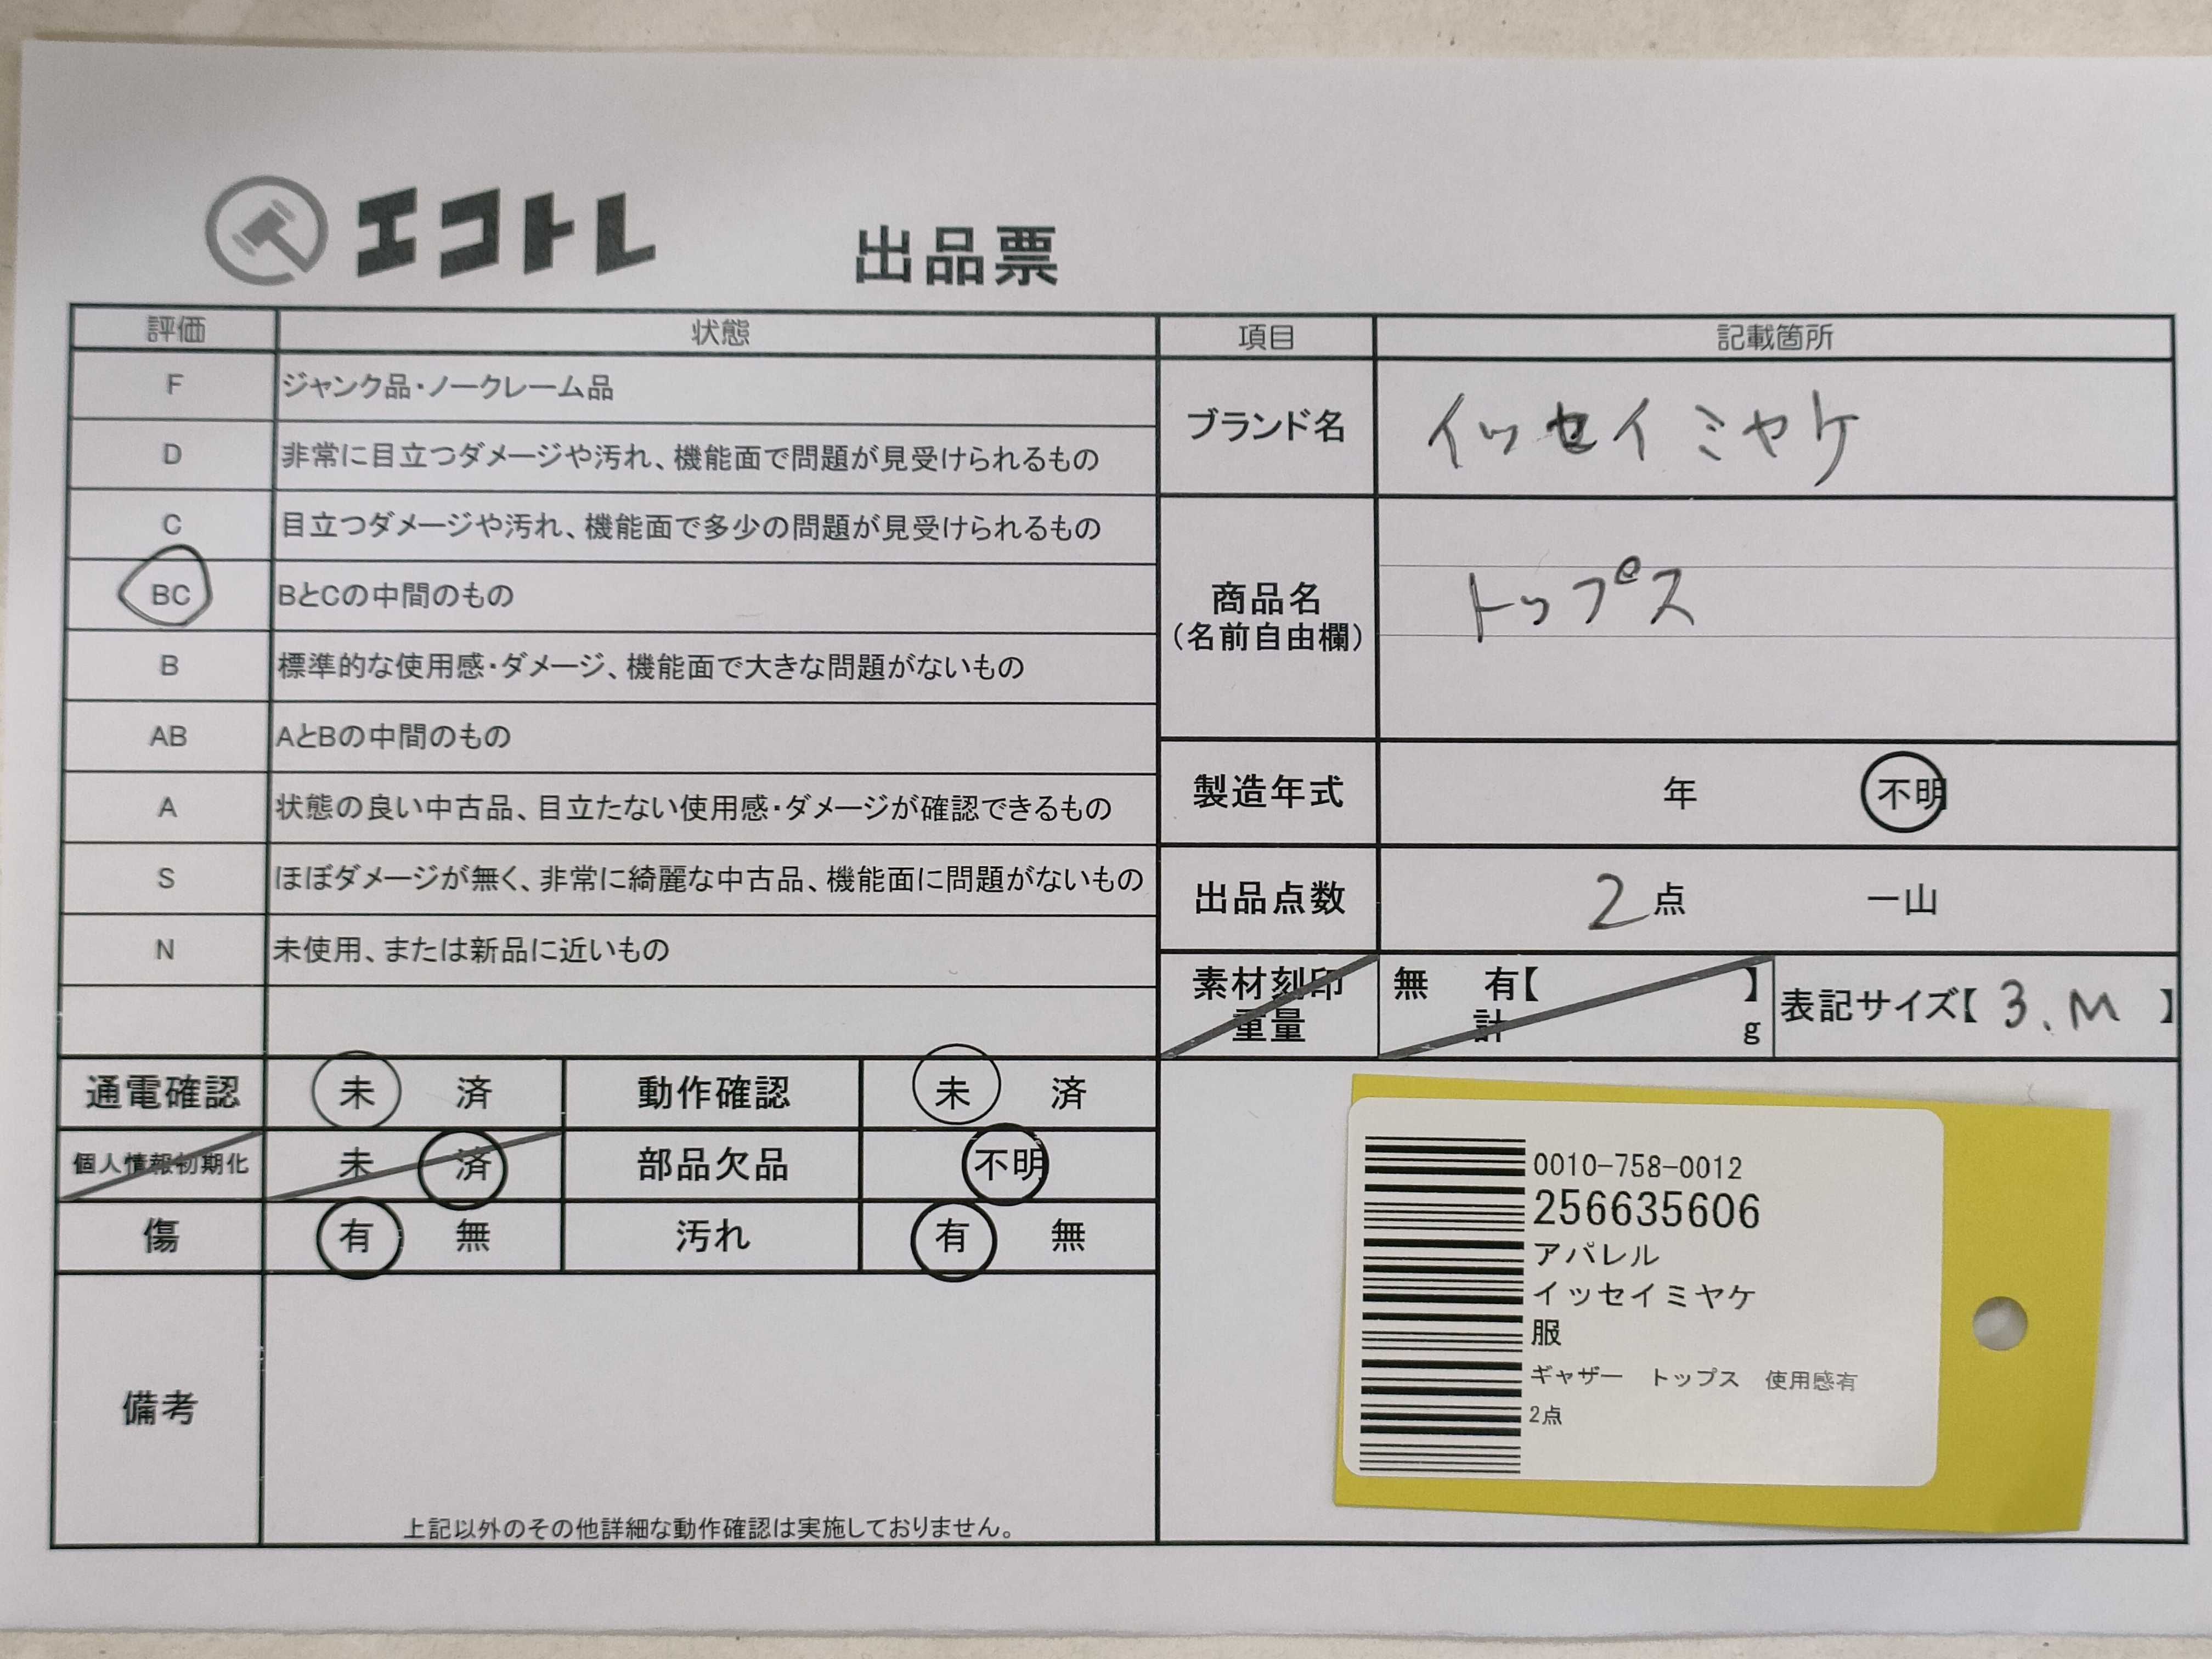 エコトレ
出品票
評価 状態
F ジャンク品・ノークレーム品
D 非常に目立つダメージや汚れ、機能面で問題が見受けられるもの
C 目立つダメージや汚れ、機能面で多少の問題が見受けられるもの
BC BとCの中間のもの
B 標準的な使用感・ダメージ、機能面で大きな問題がないもの
AB AとBの中間のもの
A 状態の良い中古品、目立たない使用感・ダメージが確認できるもの
S ほぼダメージが無く、非常に綺麗な中古品、機能面に問題がないもの
N 未使用、または新品に近いもの
通電確認 未 済 動作確認 未 済
個人情報初期化 未 済 部品欠品 不明
傷 有 無 汚れ 有 無
備考
上記以外のその他詳細な動作確認は実施しておりません。
項目 記載箇所
ブランド名 イッセイミヤケ
商品名
(名前自由欄)
トップス
製造年式 年 不明
出品点数 2点 一山
素材刻印 無 有【 】
重量 計 g
表記サイズ【3.M】
0010-758-0012
256635606
アパレル
イッセイミヤケ
服
ギャザー トップス 使用感有
2点